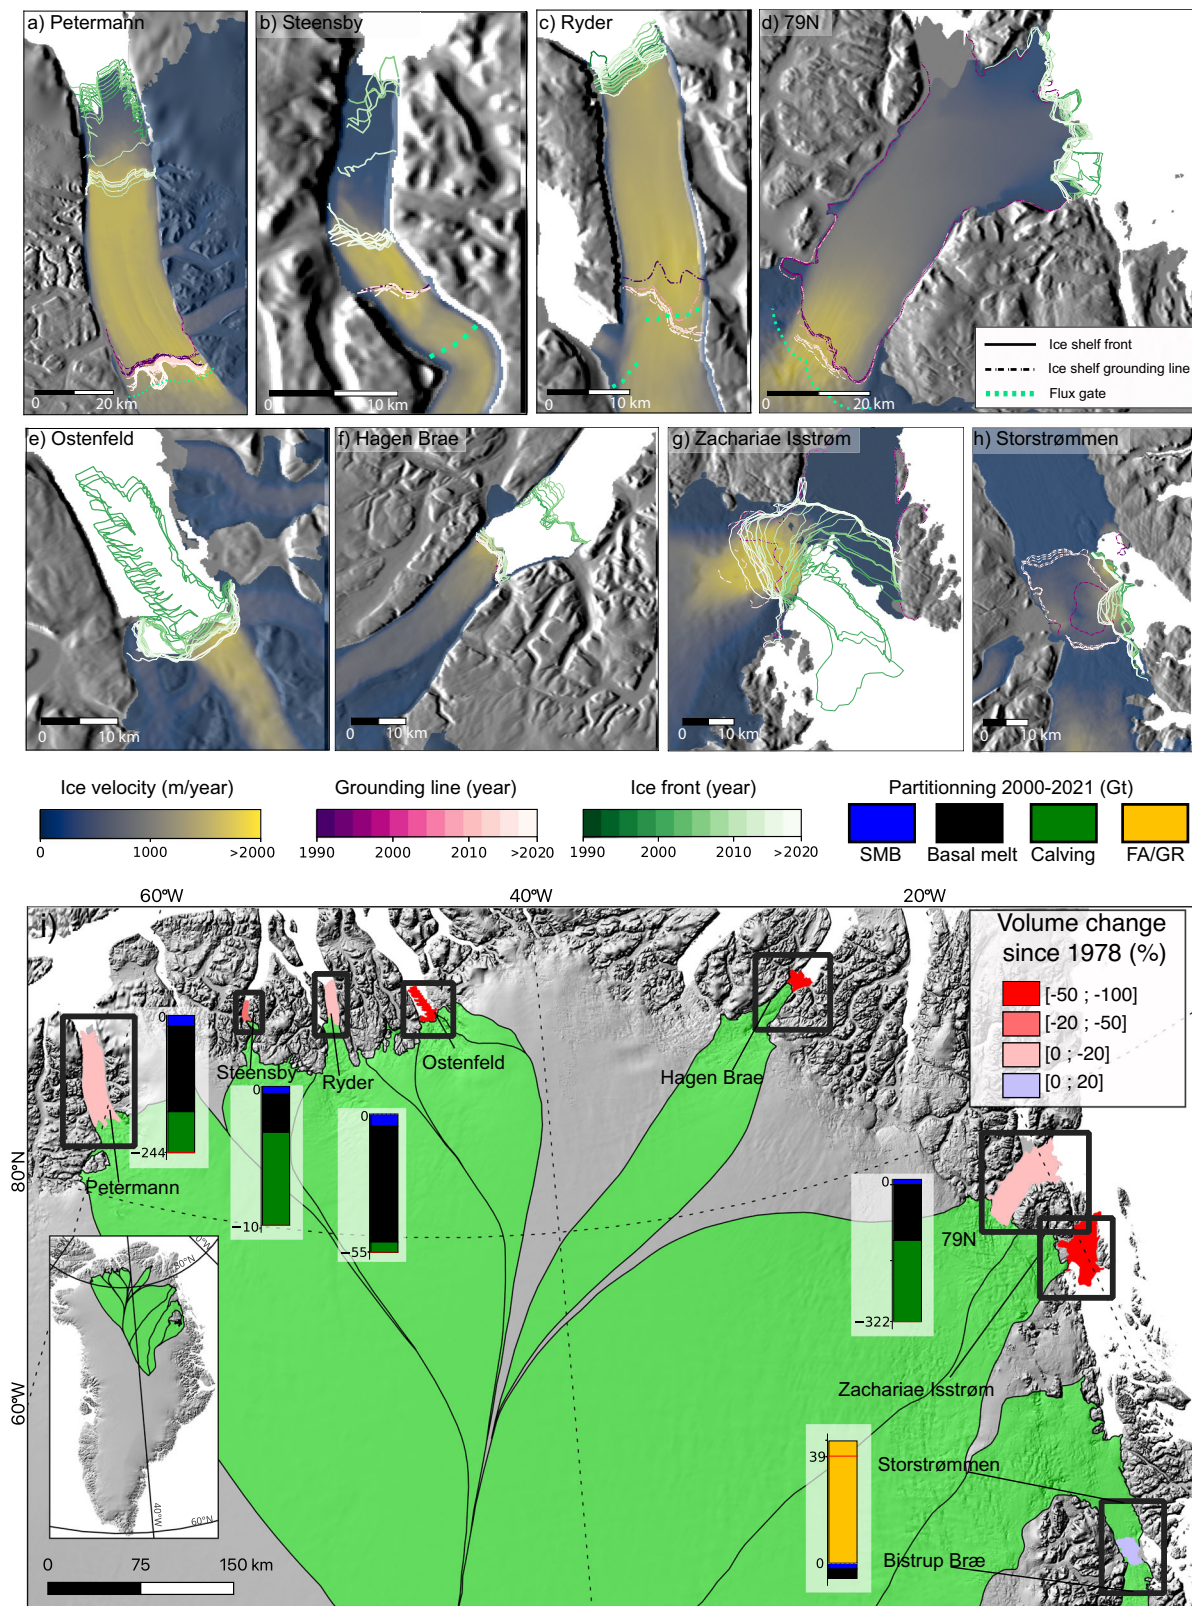 a) Petermann
b) Steensby
c) Ryder
d) 79N
0 20 km
0 10 km
0 10 km
0 20 km
Ice shelf front
Ice shelf grounding line
Flux gate
e) Ostenfeld
f) Hagen Brae
g) Zachariae Isstrøm
h) Storstrømmen
0 10 km
0 10 km
0 10 km
0 10 km
Ice velocity (m/year)
0 1000 >2000
Grounding line (year)
1990 2000 2010 >2020
Ice front (year)
1990 2000 2010 >2020
Partitionning 2000-2021 (Gt)
SMB Basal melt Calving FA/GR
60°W 40°W 20°W
i)
Volume change
since 1978 (%)
[-50 ; -100]
[-20 ; -50]
[0 ; -20]
[0 ; 20]
Steensby
Ryder
Ostenfeld
Hagen Brae
Petermann
0
−244
0
−10
0
−55
80°N
79N
0
−322
60°W
Zachariae Isstrøm
Storstrømmen
Bistrup Bræ
39
0
80°N
40°W
60°N
0 75 150 km